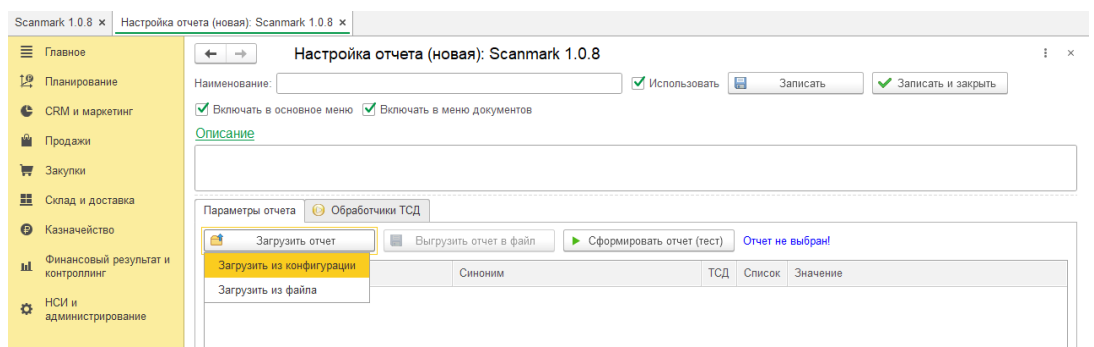 Scanmark 1.0.8 × Настройка отчета (новая): Scanmark 1.0.8 ×
Главное
Планирование
CRM и маркетинг
Продажи
Закупки
Склад и доставка
Казначейство
Финансовый результат и
контроллинг
НСИ и
администрирование
Настройка отчета (новая): Scanmark 1.0.8
Наименование: Использовать Записать Записать и закрыть
Включать в основное меню Включать в меню документов
Описание
Параметры отчета Обработчики ТСД
Загрузить отчет Выгрузить отчет в файл Сформировать отчет (тест) Отчет не выбран!
Загрузить из конфигурации Синоним ТСД Список Значение
Загрузить из файла